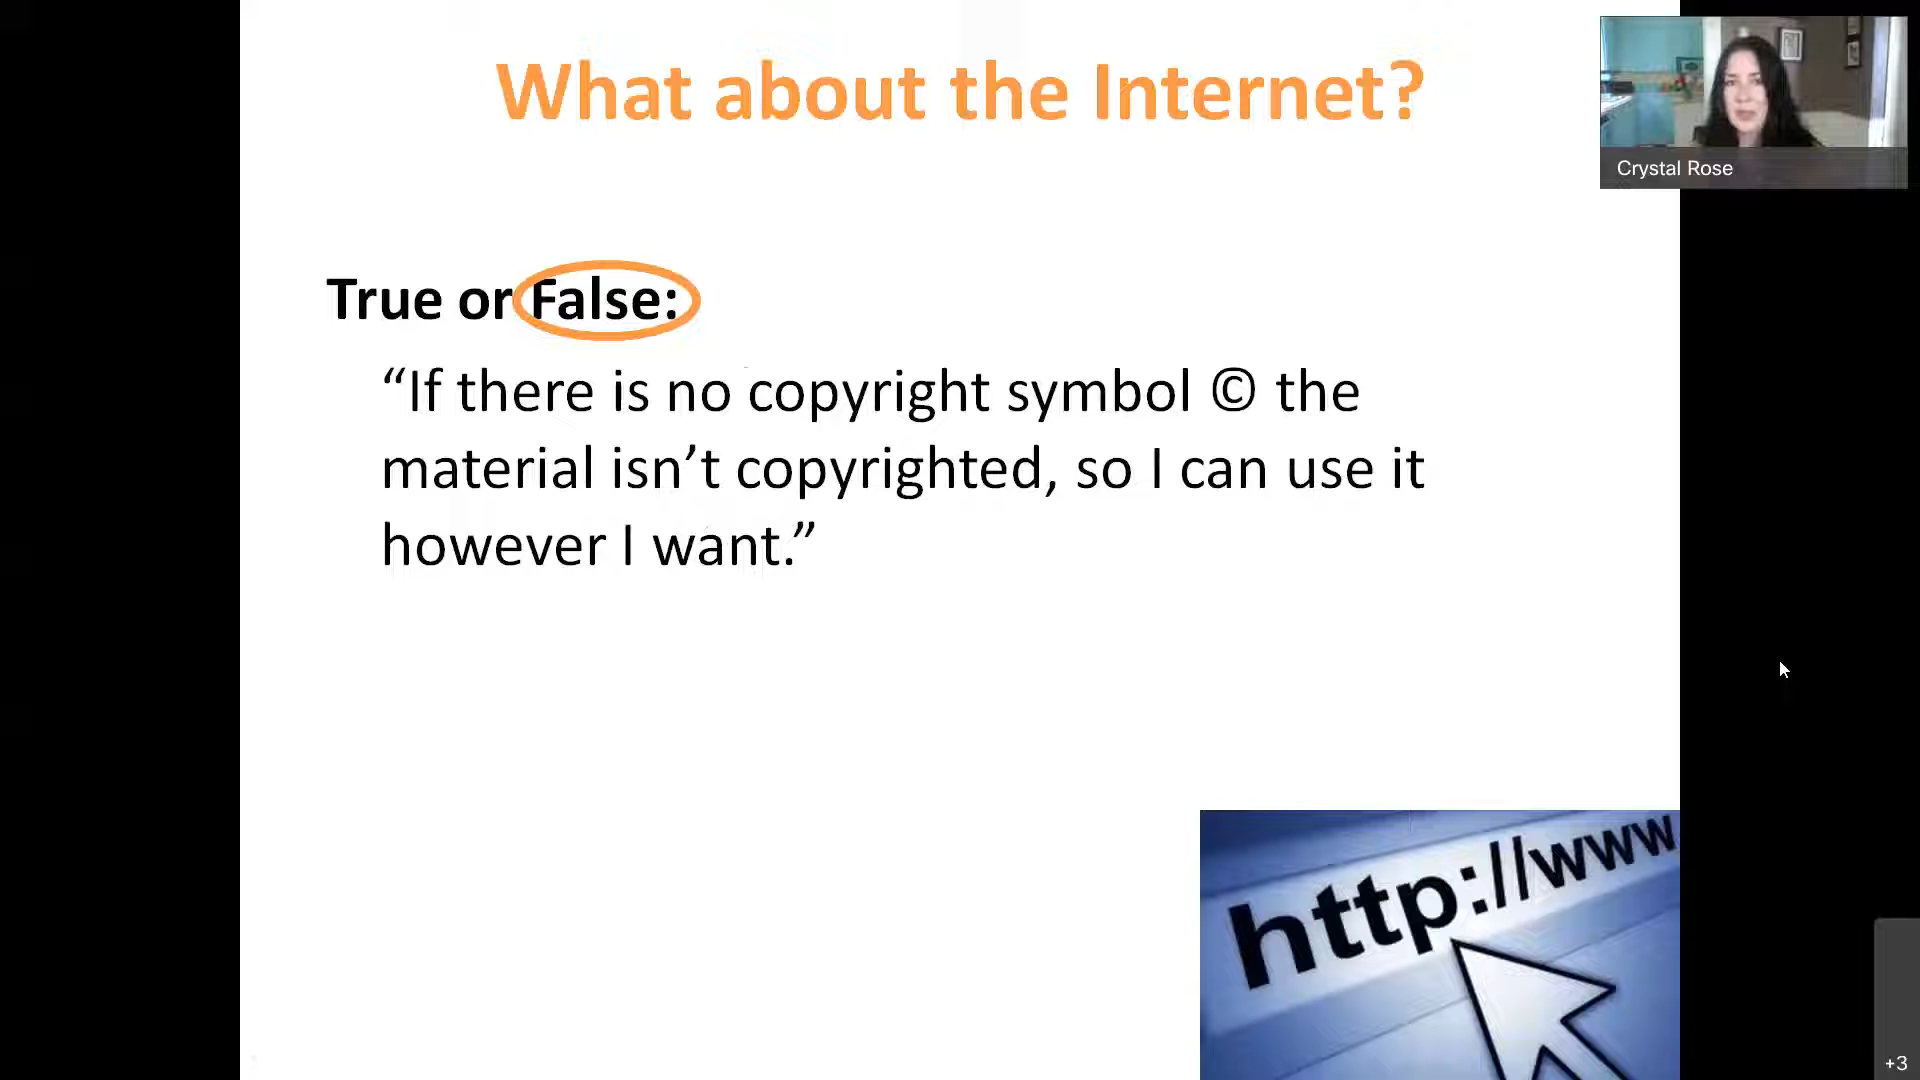 What about the Internet?
Crystal Rose
True or False:
“If there is no copyright symbol © the
material isn’t copyrighted, so I can use it
however I want.”
http://www
+3